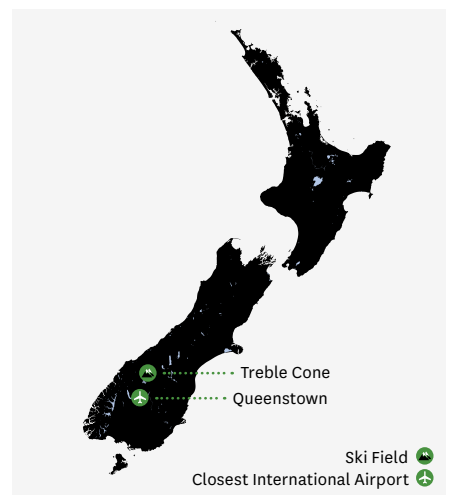 Treble Cone
Queenstown
Ski Field
Closest International Airport